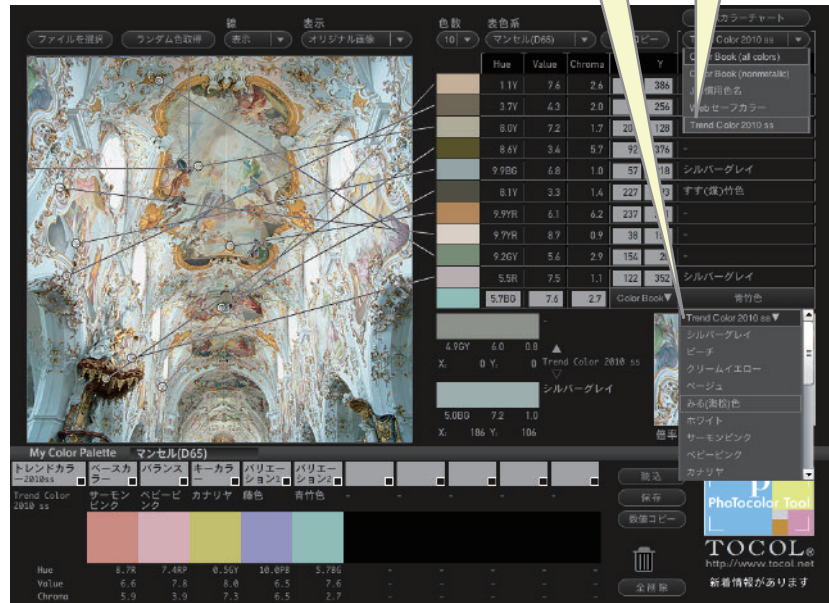 線 表示 色数 表色系
ファイルを選択 ランダム色取得 表示 ▼ オリジナル画像 ▼ 10 ▼ マンセル(D65) ▼ ピー カラーチャート
Color 2010 ss ▼
Hue Value Chroma Y
Color Book (all colors)
Color Book (nonmetallic)
慣用色名
Webセーフカラー
Trend Color 2010 ss
1.1Y 7.6 2.6 386
3.7Y 4.3 2.0 256
8.0Y 7.2 1.7 128
8.6Y 3.4 5.7 92 376 -
9.9BG 6.8 1.0 57 シルバーグレイ
8.1Y 3.3 1.4 227 すす(煤)竹色
9.9YR 6.1 6.2 237 -
9.7YR 8.7 0.9 38 -
9.2GY 5.6 2.9 154 -
5.5R 7.5 1.1 122 352 シルバーグレイ
5.7BG 7.6 2.7 Color Book▼ 青竹色
Trend Color 2010 ss▼
シルバーグレイ
ピーチ
クリームイエロー
ベージュ
みる(海松)色
ホワイト
サーモンピンク
ベビーピンク
カナリヤ
-
4.9GY 6.0 0.8 ▲
X: 0 Y: 0 Trend Color 2010 ss
▽
シルバーグレイ
5.0BG 7.2 1.0
X: 186 Y: 106
倍率
My Color Palette マンセル(D65)
トレンドカラー2010ss ベースカラー バランス キーカラー バリエーション1 バリエーション2
Trend Color 2010 ss サーモンピンク ベビーピンク カナリヤ 藤色 青竹色 - - - - -
Hue 8.7R 7.4RP 0.5GY 10.0PB 5.7BG - - - - -
Value 6.6 7.8 8.0 6.5 7.6 - - - - -
Chroma 5.9 3.9 7.3 6.5 2.7 - - - - -
読込
保存
数値コピー
全削除
p
PhoTocolor Tool
TOCOL®
http://www.tocol.net
新着情報があります